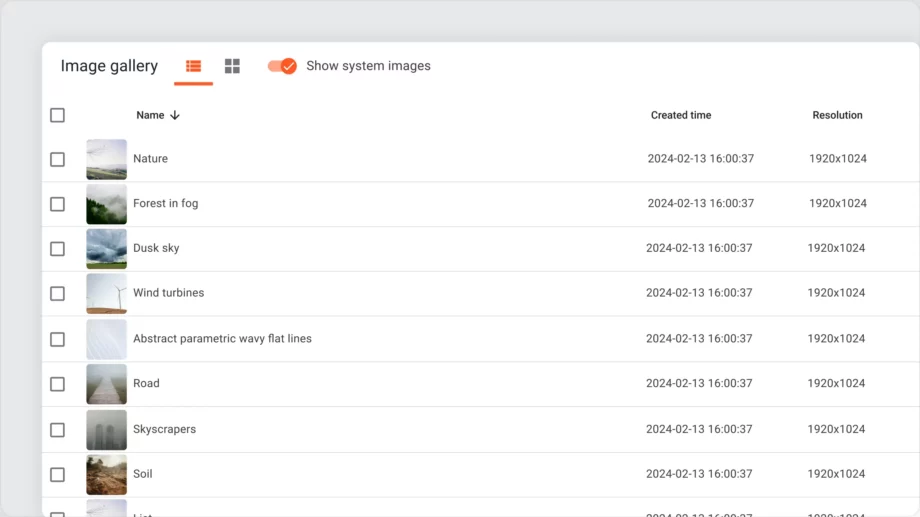 Image gallery Show system images
Name Created time Resolution
Nature 2024-02-13 16:00:37 1920x1024
Forest in fog 2024-02-13 16:00:37 1920x1024
Dusk sky 2024-02-13 16:00:37 1920x1024
Wind turbines 2024-02-13 16:00:37 1920x1024
Abstract parametric wavy flat lines 2024-02-13 16:00:37 1920x1024
Road 2024-02-13 16:00:37 1920x1024
Skyscrapers 2024-02-13 16:00:37 1920x1024
Soil 2024-02-13 16:00:37 1920x1024